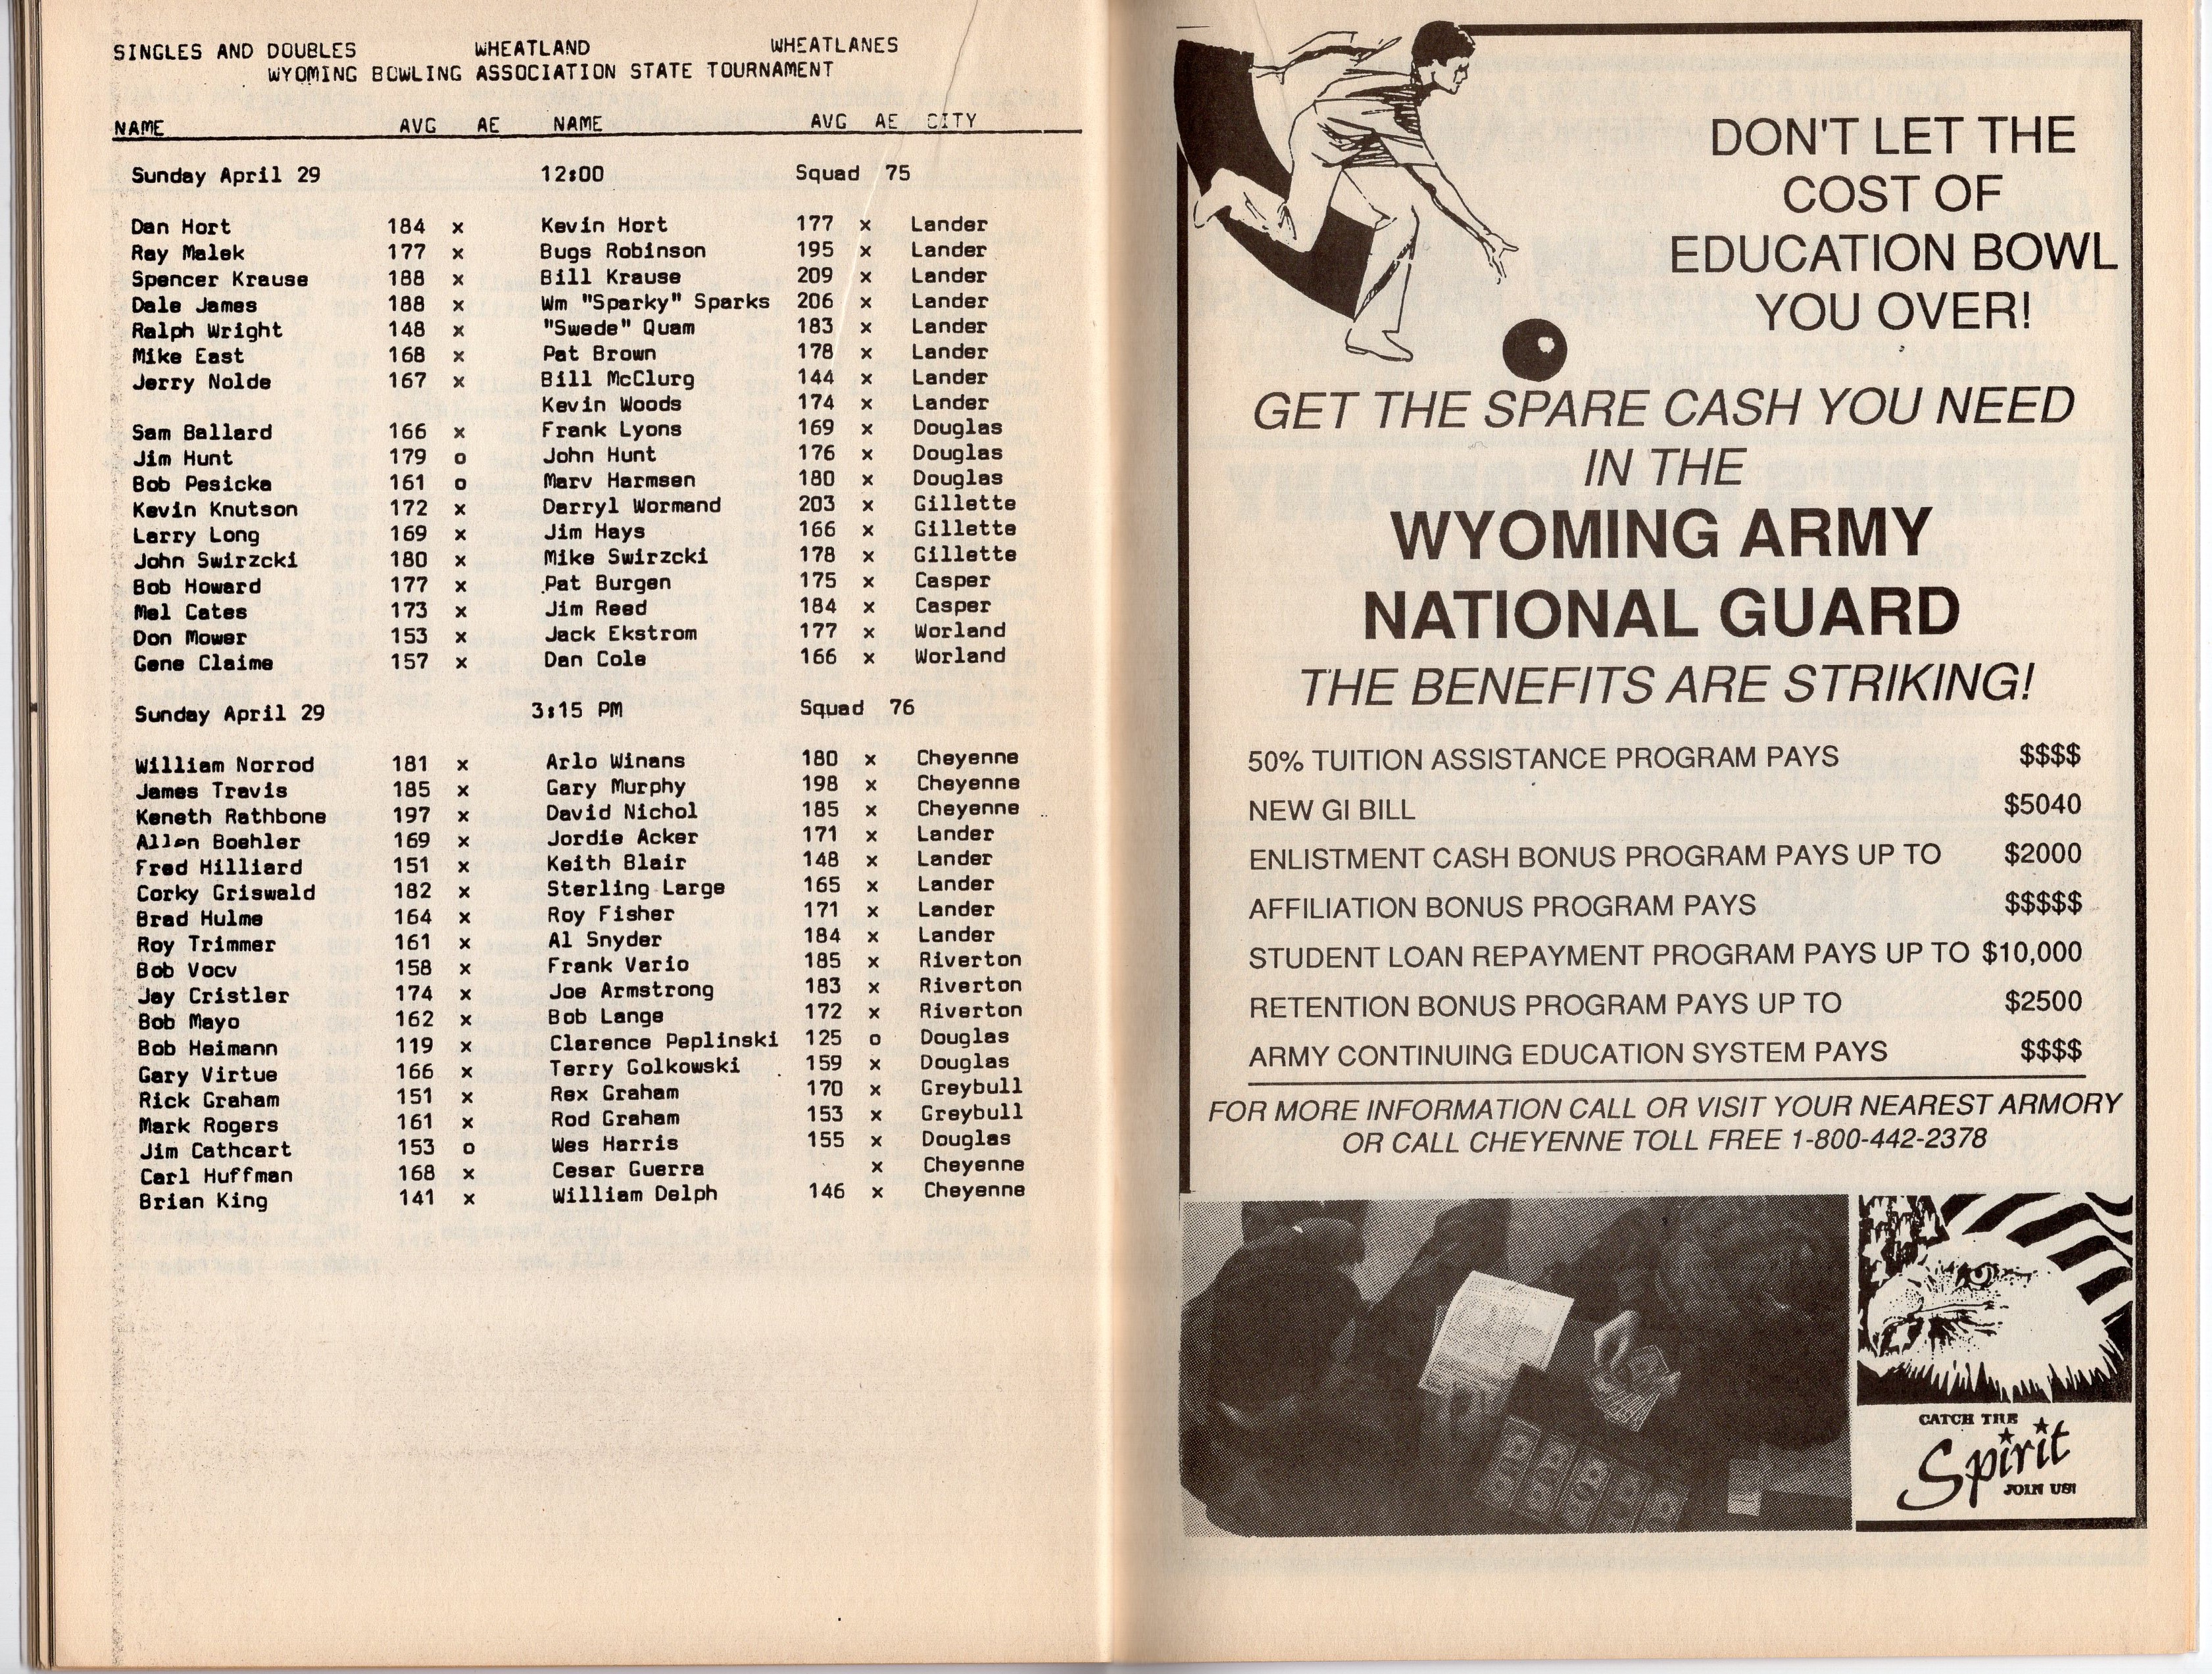 SINGLES AND DOUBLES WHEATLAND WHEATLANES
WYOMING BOWLING ASSOCIATION STATE TOURNAMENT
NAME AVG AE NAME AVG AE CITY
Sunday April 29 12:00 Squad 75
Dan Hort 184 x Kevin Hort 177 x Lander
Ray Malek 177 x Bugs Robinson 195 x Lander
Spencer Krause 188 x Bill Krause 209 x Lander
Dale James 188 x Wm "Sparky" Sparks 206 x Lander
Ralph Wright 148 x "Swede" Quam 183 x Lander
Mike East 168 x Pat Brown 178 x Lander
Jerry Nolde 167 x Bill McClurg 144 x Lander
Kevin Woods 174 x Lander
Sam Ballard 166 x Frank Lyons 169 x Douglas
Jim Hunt 179 o John Hunt 176 x Douglas
Bob Pesicka 161 o Marv Harmsen 180 x Douglas
Kevin Knutson 172 x Darryl Wormand 203 x Gillette
Larry Long 169 x Jim Hays 166 x Gillette
John Swirzcki 180 x Mike Swirzcki 178 x Gillette
Bob Howard 177 x Pat Burgen 175 x Casper
Mel Cates 173 x Jim Reed 184 x Casper
Don Mower 153 x Jack Ekstrom 177 x Worland
Gene Claime 157 x Dan Cole 166 x Worland
Sunday April 29 3:15 PM Squad 76
William Norrod 181 x Arlo Winans 180 x Cheyenne
James Travis 185 x Gary Murphy 198 x Cheyenne
Keneth Rathbone 197 x David Nichol 185 x Cheyenne
Allen Boehler 169 x Jordie Acker 171 x Lander
Fred Hilliard 151 x Keith Blair 148 x Lander
Corky Griswald 182 x Sterling Large 165 x Lander
Brad Hulme 164 x Roy Fisher 171 x Lander
Roy Trimmer 161 x Al Snyder 184 x Lander
Bob Vocv 158 x Frank Vario 185 x Riverton
Jay Cristler 174 x Joe Armstrong 183 x Riverton
Bob Mayo 162 x Bob Lange 172 x Riverton
Bob Heimann 119 x Clarence Peplinski 125 o Douglas
Gary Virtue 166 x Terry Golkowski 159 x Douglas
Rick Graham 151 x Rex Graham 170 x Greybull
Mark Rogers 161 x Rod Graham 153 x Greybull
Jim Cathcart 153 o Wes Harris 155 x Douglas
Carl Huffman 168 x Cesar Guerra x Cheyenne
Brian King 141 x William Delph 146 x Cheyenne
DON'T LET THE
COST OF
EDUCATION BOWL
YOU OVER!
GET THE SPARE CASH YOU NEED
IN THE
WYOMING ARMY
NATIONAL GUARD
THE BENEFITS ARE STRIKING!
50% TUITION ASSISTANCE PROGRAM PAYS $$$$
NEW GI BILL $5040
ENLISTMENT CASH BONUS PROGRAM PAYS UP TO $2000
AFFILIATION BONUS PROGRAM PAYS $$$$$
STUDENT LOAN REPAYMENT PROGRAM PAYS UP TO $10,000
RETENTION BONUS PROGRAM PAYS UP TO $2500
ARMY CONTINUING EDUCATION SYSTEM PAYS $$$$
FOR MORE INFORMATION CALL OR VISIT YOUR NEAREST ARMORY
OR CALL CHEYENNE TOLL FREE 1-800-442-2378
CATCH THE
Spirit
JOIN US!